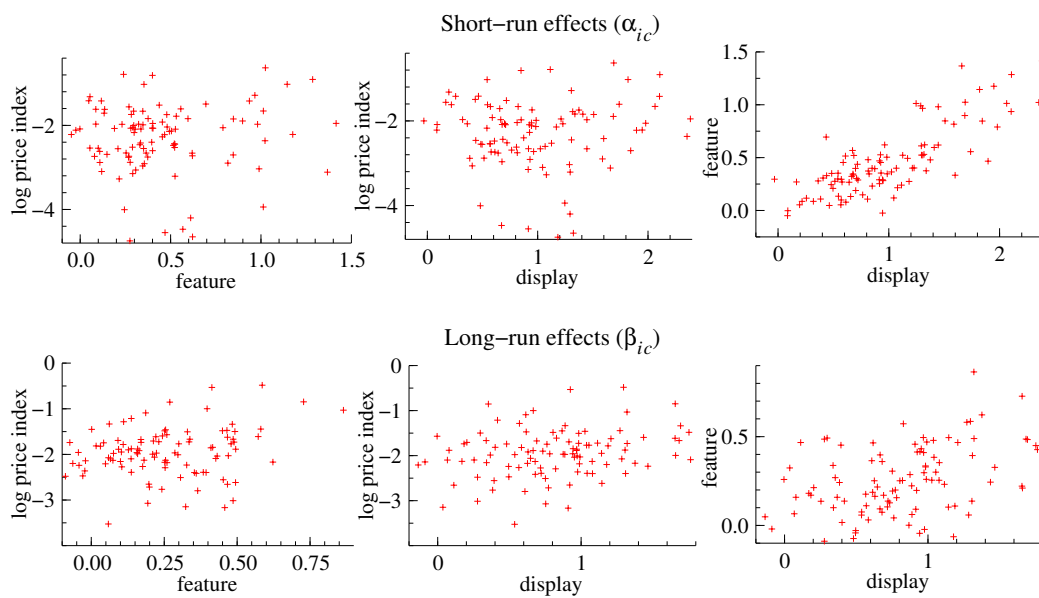 Short−run effects (α_ic)
log price index
−2
−4
0.0 0.5 1.0 1.5
feature
log price index
−2
−4
0 1 2
display
feature
1.5
1.0
0.5
0.0
0 1 2
display
Long−run effects (β_ic)
log price index
0
−1
−2
−3
0.00 0.25 0.50 0.75
feature
log price index
0
−1
−2
−3
0 1
display
feature
0.5
0.0
0 1
display